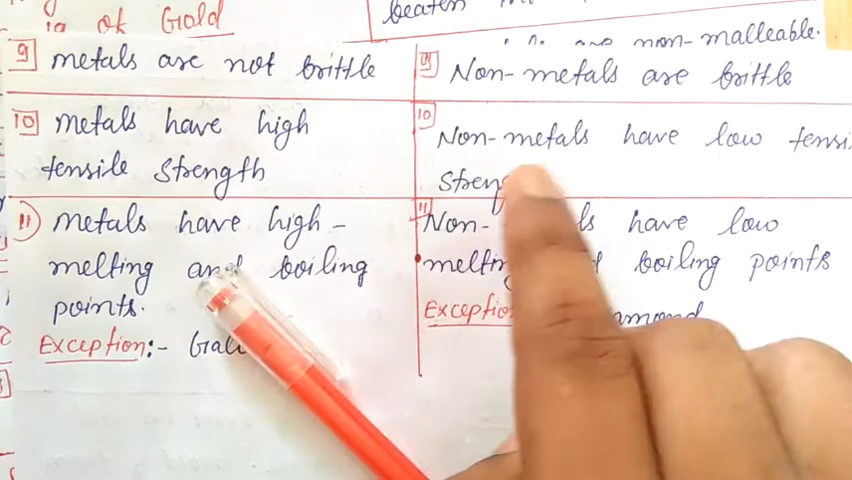 ig of Gold
beaten
non-malleable.
9 metals are not brittle
9 Non-metals are brittle
10 metals have high
tensile strength
10 Non-metals have low
11 metals have high-
melting and boiling
points.
Exception:-
11 Non- have low
boiling points